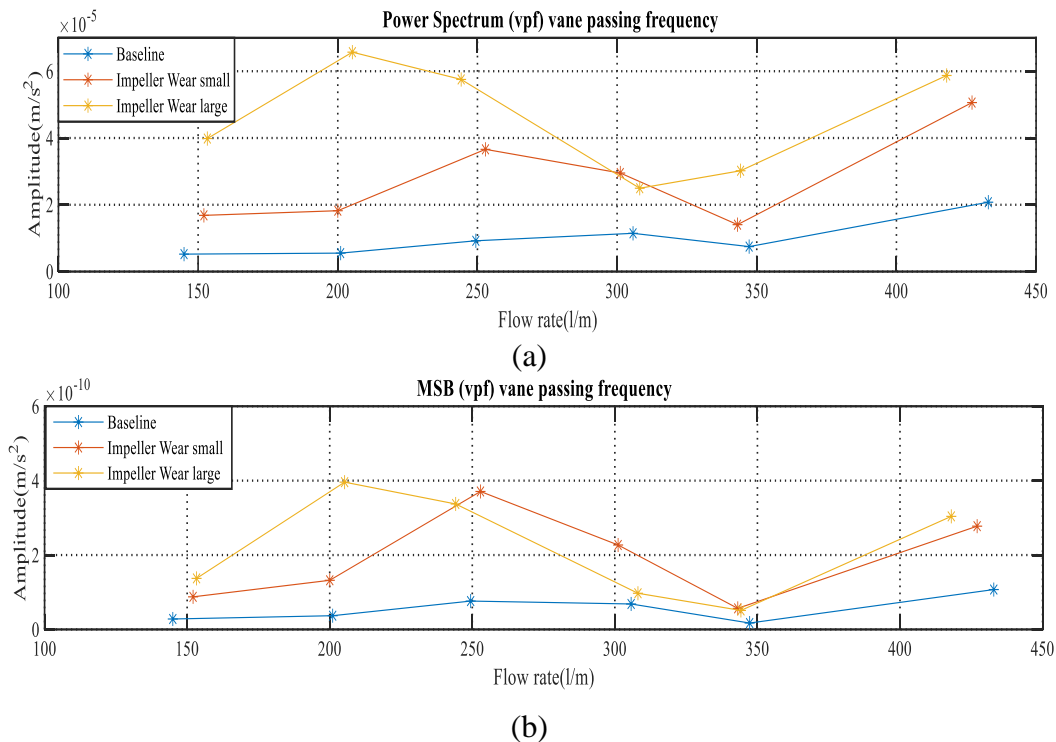 Power Spectrum (vpf) vane passing frequency
×10-5
Baseline
Impeller Wear small
Impeller Wear large
Amplitude(m/s2)
6
4
2
0
100 150 200 250 300 350 400 450
Flow rate(l/m)
(a)
MSB (vpf) vane passing frequency
×10-10
Baseline
Impeller Wear small
Impeller Wear large
Amplitude(m/s2)
6
4
2
0
100 150 200 250 300 350 400 450
Flow rate(l/m)
(b)